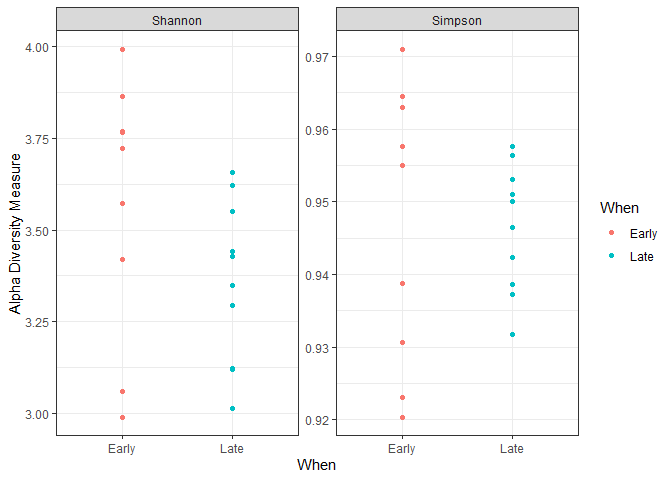 Shannon
Simpson
Alpha Diversity Measure
4.00
3.75
3.50
3.25
3.00
0.97
0.96
0.95
0.94
0.93
0.92
Early
Late
Early
Late
When
When
Early
Late